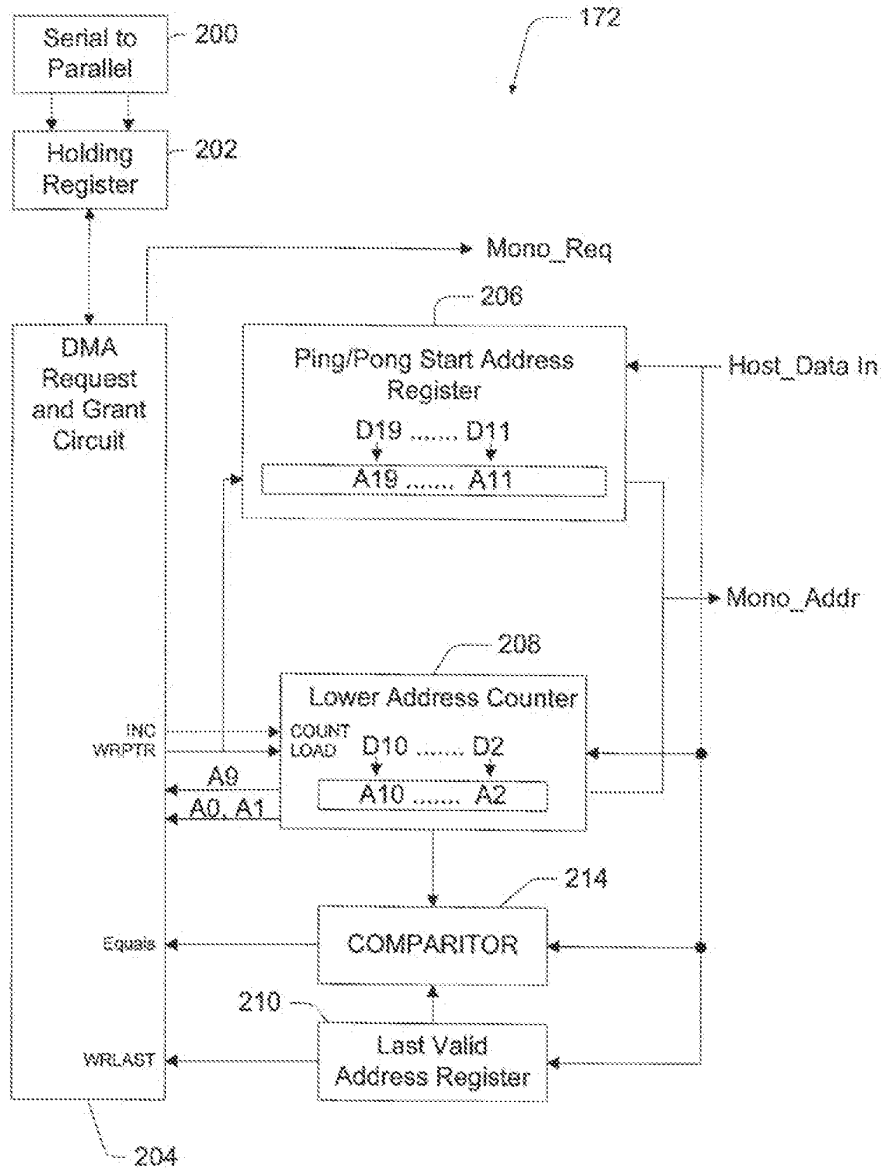 Serial to
Parallel
200
172
Holding
Register
202
Mono_Req
206
DMA
Request
and Grant
Circuit
Ping/Pong Start Address
Register
Host_Data In
D19 ....... D11
A19 ....... A11
Mono_Addr
208
Lower Address Counter
INC
COUNT
WRPTR
LOAD
D10 ....... D2
A9
A10 ....... A2
A0, A1
214
Equals
COMPARITOR
210
WRLAST
Last Valid
Address Register
204